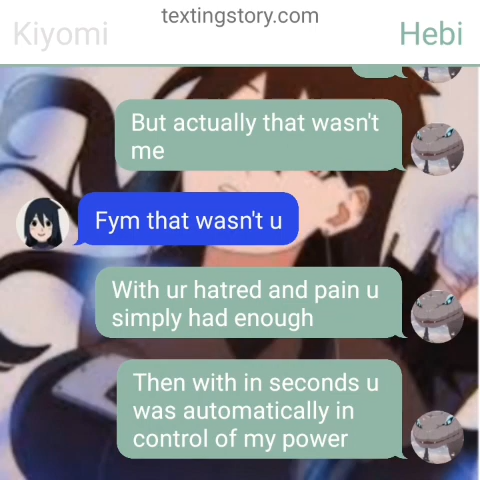 textingstory.com
Kiyomi
Hebi
But actually that wasn't
me
Fym that wasn't u
With ur hatred and pain u
simply had enough
Then with in seconds u
was automatically in
control of my power